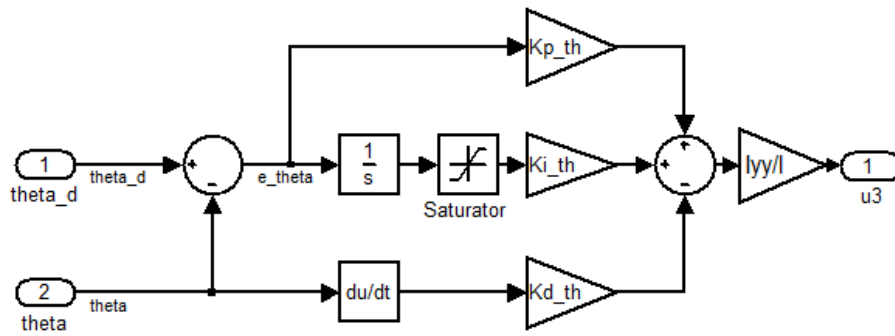 Kp_th
1
theta_d
theta_d
+
-
e_theta
1
s
Saturator
Ki_th
+
+
-
Iyy/l
1
u3
2
theta
theta
du/dt
Kd_th